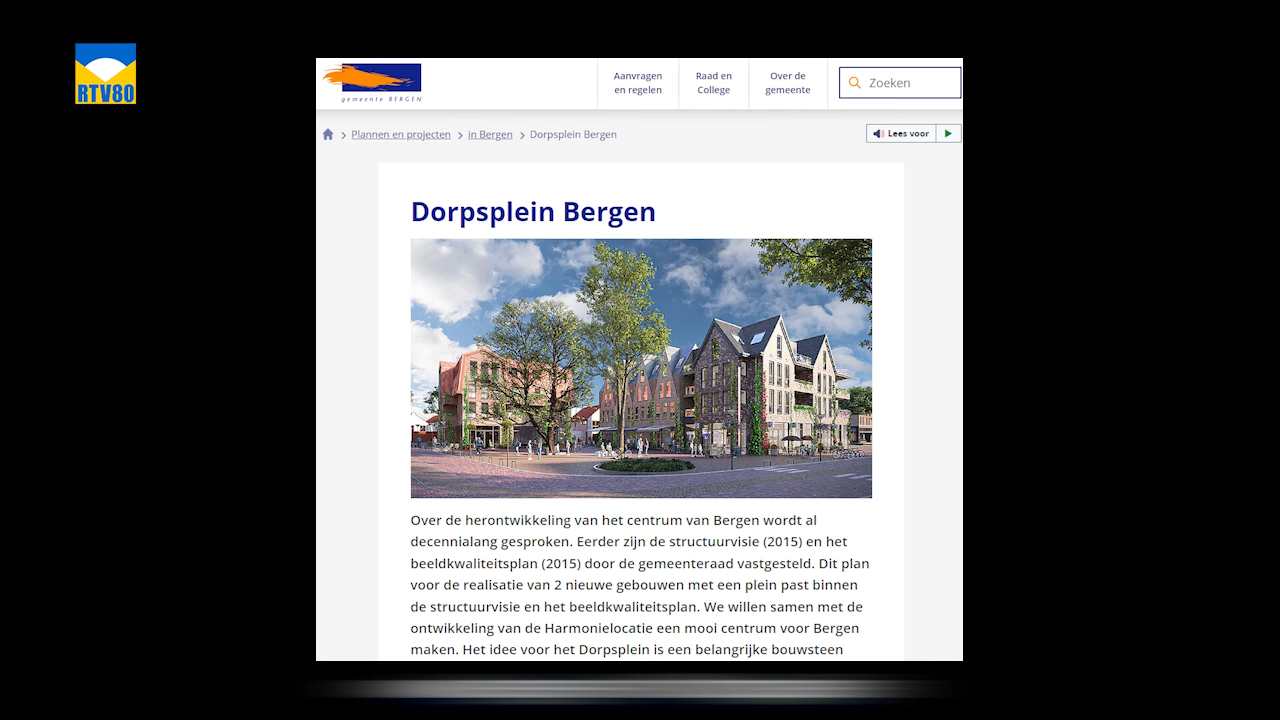 RTV80
gemeente BERGEN
Aanvragen
en regelen
Raad en
College
Over de
gemeente
Zoeken
Plannen en projecten
in Bergen
Dorpsplein Bergen
Lees voor
Dorpsplein Bergen
Over de herontwikkeling van het centrum van Bergen wordt al
decennialang gesproken. Eerder zijn de structuurvisie (2015) en het
beeldkwaliteitsplan (2015) door de gemeenteraad vastgesteld. Dit plan
voor de realisatie van 2 nieuwe gebouwen met een plein past binnen
de structuurvisie en het beeldkwaliteitsplan. We willen samen met de
ontwikkeling van de Harmonielocatie een mooi centrum voor Bergen
maken. Het idee voor het Dorpsplein is een belangrijke bouwsteen